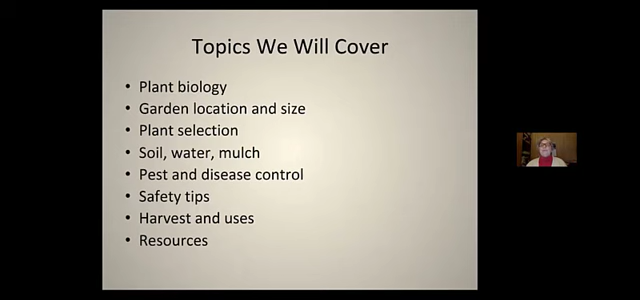 Topics We Will Cover
• Plant biology
• Garden location and size
• Plant selection
• Soil, water, mulch
• Pest and disease control
• Safety tips
• Harvest and uses
• Resources